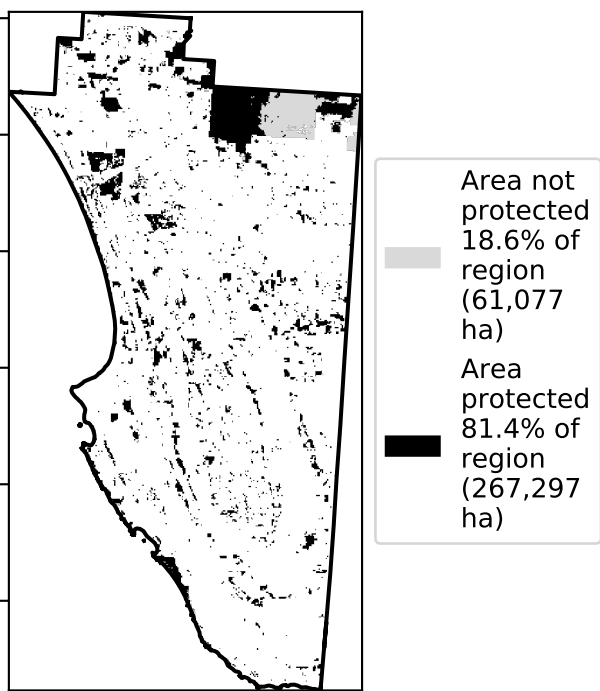 Area not
protected
18.6% of
region
(61,077
ha)
Area
protected
81.4% of
region
(267,297
ha)